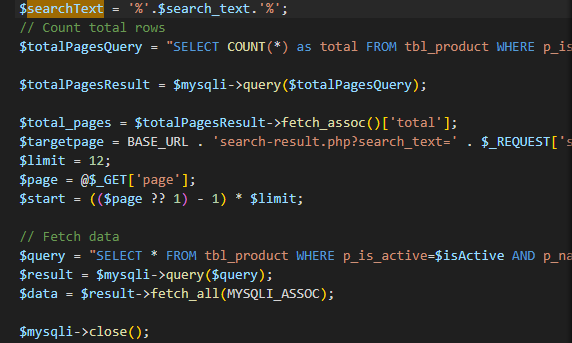 $searchText = '%'.$search_text.'%';
// Count total rows
$totalPagesQuery = "SELECT COUNT(*) as total FROM tbl_product WHERE p_is
$totalPagesResult = $mysqli->query($totalPagesQuery);
$total_pages = $totalPagesResult->fetch_assoc()['total'];
$targetpage = BASE_URL . 'search-result.php?search_text=' . $_REQUEST['s
$limit = 12;
$page = @$_GET['page'];
$start = (($page ?? 1) - 1) * $limit;
// Fetch data
$query = "SELECT * FROM tbl_product WHERE p_is_active=$isActive AND p_na
$result = $mysqli->query($query);
$data = $result->fetch_all(MYSQLI_ASSOC);
$mysqli->close();